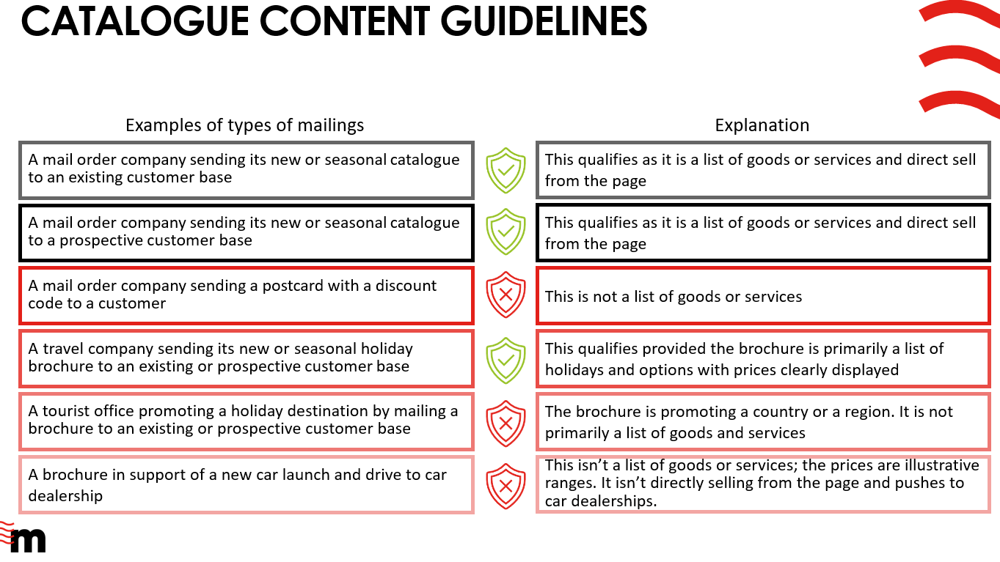 CATALOGUE CONTENT GUIDELINES
Examples of types of mailings
Explanation
A mail order company sending its new or seasonal catalogue
to an existing customer base
This qualifies as it is a list of goods or services and direct sell
from the page
A mail order company sending its new or seasonal catalogue
to a prospective customer base
This qualifies as it is a list of goods or services and direct sell
from the page
A mail order company sending a postcard with a discount
code to a customer
This is not a list of goods or services
A travel company sending its new or seasonal holiday
brochure to an existing or prospective customer base
This qualifies provided the brochure is primarily a list of
holidays and options with prices clearly displayed
A tourist office promoting a holiday destination by mailing a
brochure to an existing or prospective customer base
The brochure is promoting a country or a region. It is not
primarily a list of goods and services
A brochure in support of a new car launch and drive to car
dealership
This isn’t a list of goods or services; the prices are illustrative
ranges. It isn’t directly selling from the page and pushes to
car dealerships.
m